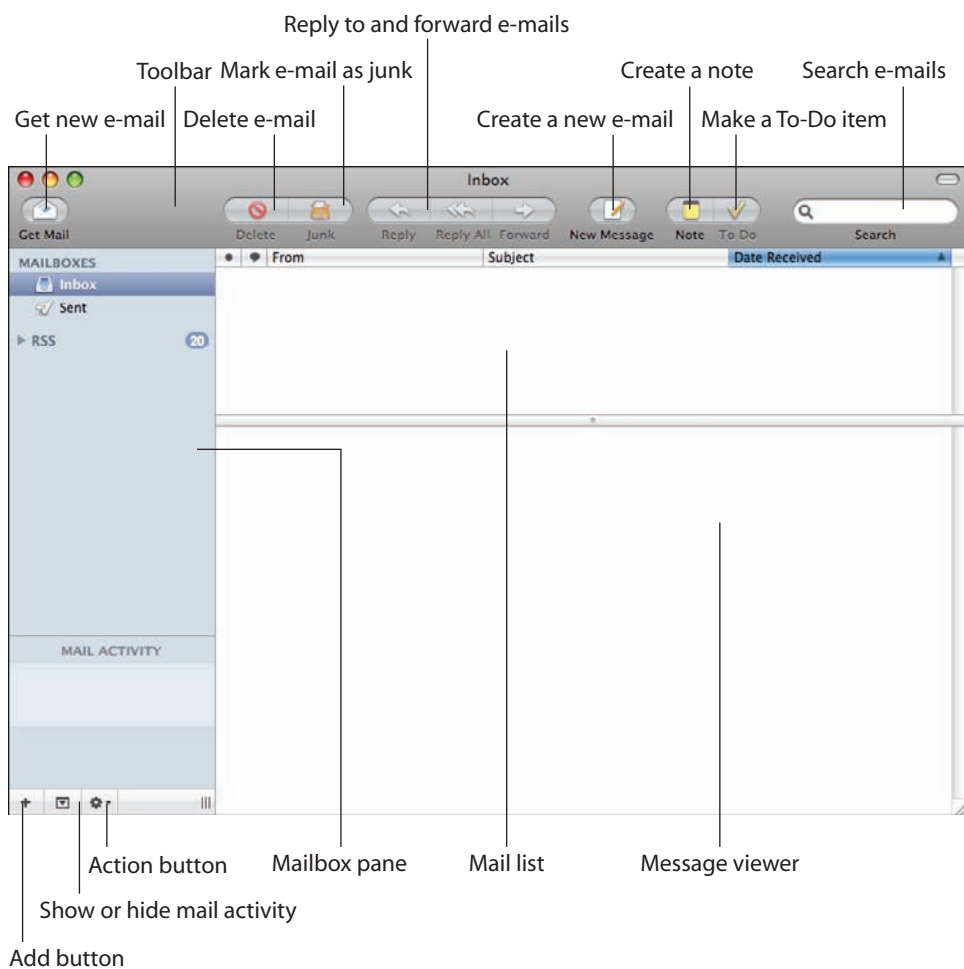 Reply to and forward e-mails
Toolbar Mark e-mail as junk Create a note Search e-mails
Get new e-mail Delete e-mail Create a new e-mail Make a To-Do item
Inbox
Get Mail Delete Junk Reply Reply All Forward New Message Note To Do Search
MAILBOXES From Subject Date Received
Inbox
Sent
RSS 20
MAIL ACTIVITY
Action button Mailbox pane Mail list Message viewer
Show or hide mail activity
Add button